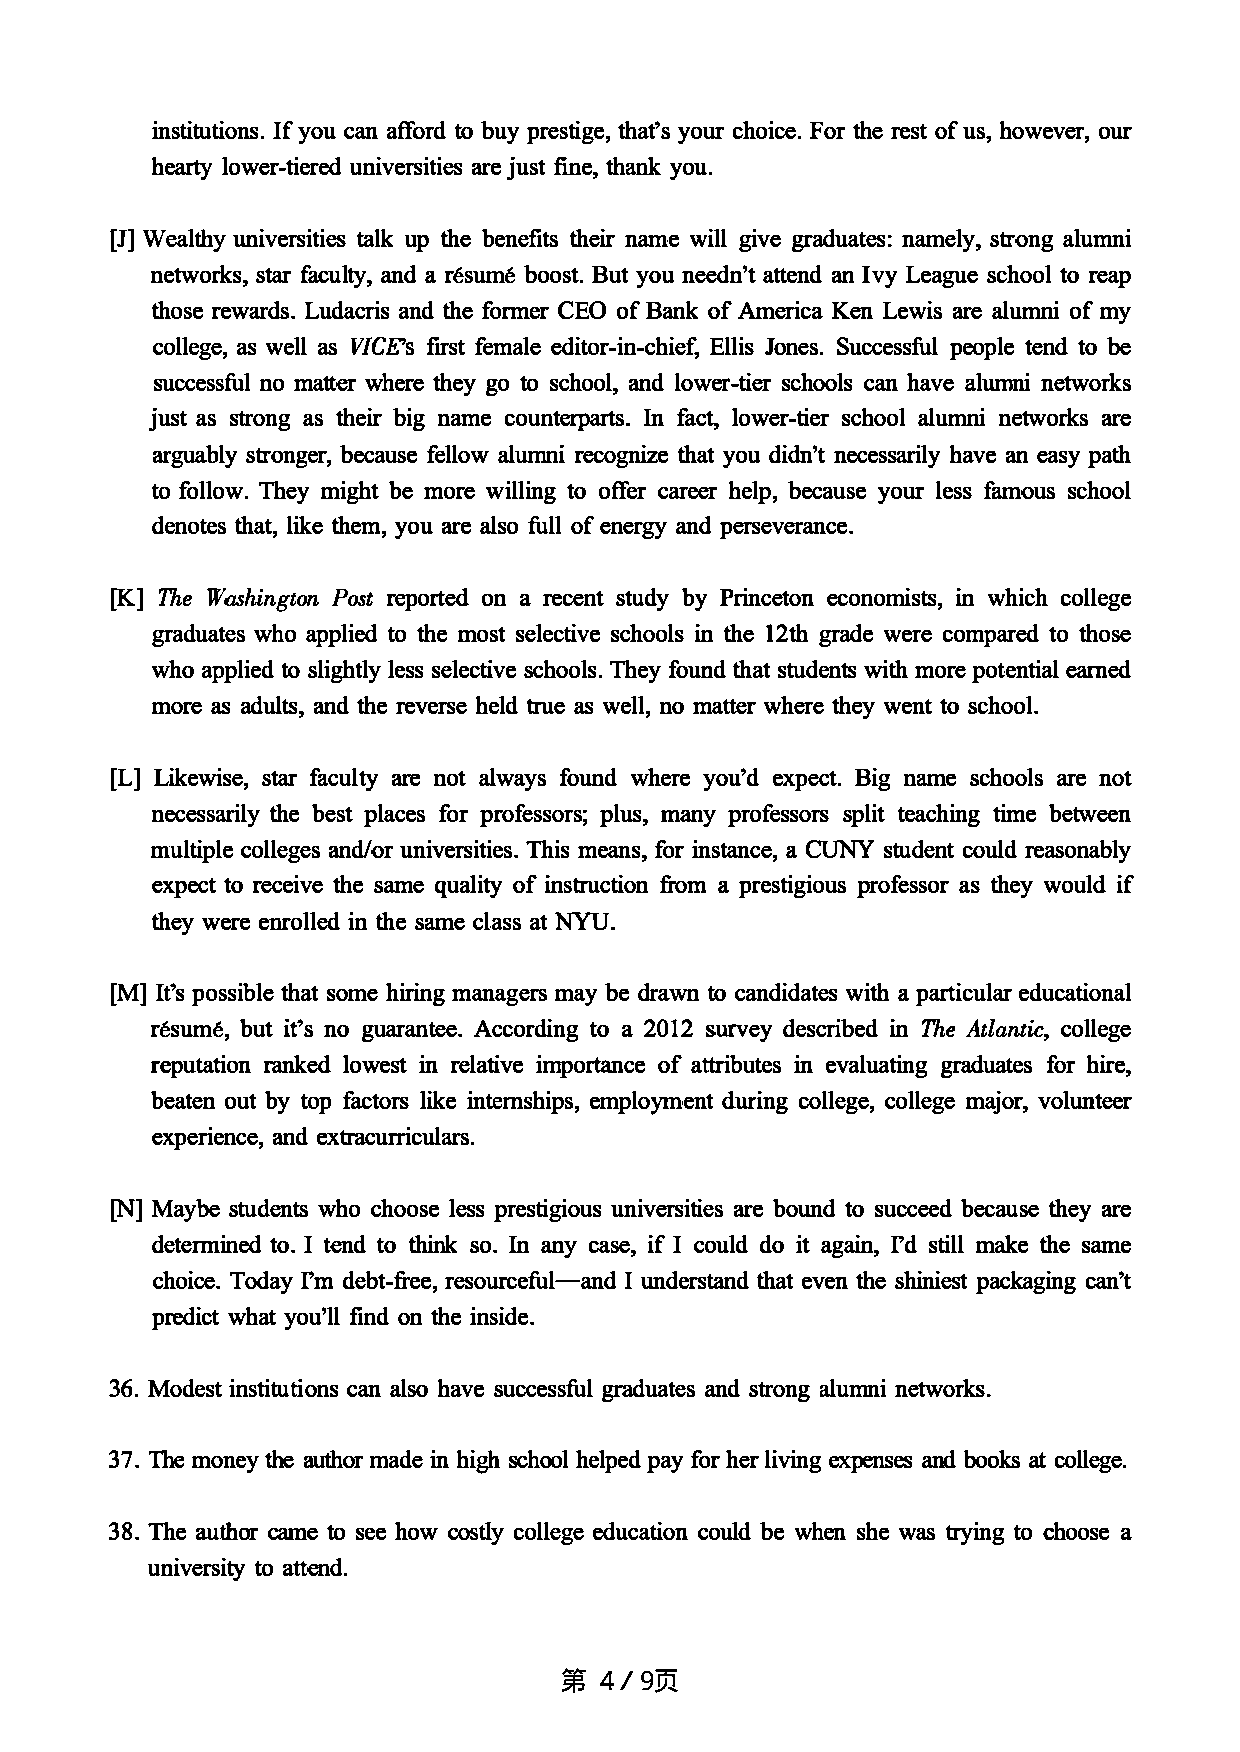 institutions. If you can afford to buy prestige, that's your choice. For the rest of us, however, our
hearty lower-tiered universities are just fine, thank you.
[J] Wealthy universities talk up the benefits their name will give graduates: namely, strong alumni
networks, star faculty, and a résumé boost. But you needn't attend an Ivy League school to reap
those rewards. Ludacris and the former CEO of Bank of America Ken Lewis are alumni of my
college, as well as VICE's first female editor-in-chief, Ellis Jones. Successful people tend to be
successful no matter where they go to school, and lower-tier schools can have alumni networks
just as strong as their big name counterparts. In fact, lower-tier school alumni networks are
arguably stronger, because fellow alumni recognize that you didn't necessarily have an easy path
to follow. They might be more willing to offer career help, because your less famous school
denotes that, like them, you are also full of energy and perseverance.
[K] The Washington Post reported on a recent study by Princeton economists, in which college
graduates who applied to the most selective schools in the 12th grade were compared to those
who applied to slightly less selective schools. They found that students with more potential earned
more as adults, and the reverse held true as well, no matter where they went to school.
[L] Likewise, star faculty are not always found where you'd expect. Big name schools are not
necessarily the best places for professors; plus, many professors split teaching time between
multiple colleges and/or universities. This means, for instance, a CUNY student could reasonably
expect to receive the same quality of instruction from a prestigious professor as they would if
they were enrolled in the same class at NYU.
[M] It's possible that some hiring managers may be drawn to candidates with a particular educational
résumé, but it's no guarantee. According to a 2012 survey described in The Atlantic, college
reputation ranked lowest in relative importance of attributes in evaluating graduates for hire,
beaten out by top factors like internships, employment during college, college major, volunteer
experience, and extracurriculars.
[N] Maybe students who choose less prestigious universities are bound to succeed because they are
determined to. I tend to think so. In any case, if I could do it again, I'd still make the same
choice. Today I'm debt-free, resourceful—and I understand that even the shiniest packaging can't
predict what you'll find on the inside.
36. Modest institutions can also have successful graduates and strong alumni networks.
37. The money the author made in high school helped pay for her living expenses and books at college.
38. The author came to see how costly college education could be when she was trying to choose a
university to attend.
第 4 / 9页